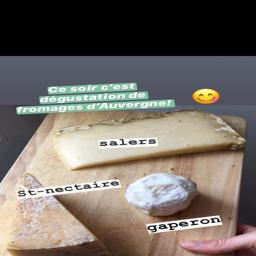 Ce soir c'est
dégustation de
fromages d'Auvergne!
salers
St-nectaire
gaperon